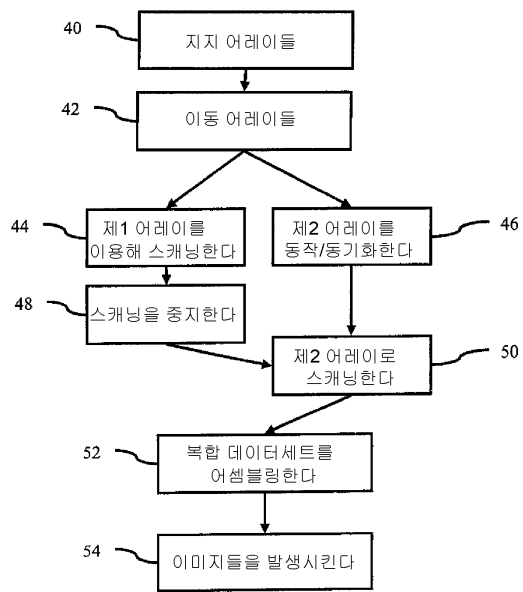 40
지지 어레이들
42
이동 어레이들
44
제1 어레이를
이용해 스캐닝한다
제2 어레이를
동작/동기화한다
46
48
스캐닝을 중지한다
제2 어레이로
스캐닝한다
50
52
복합 데이터세트를
어셈블링한다
54
이미지들을 발생시킨다